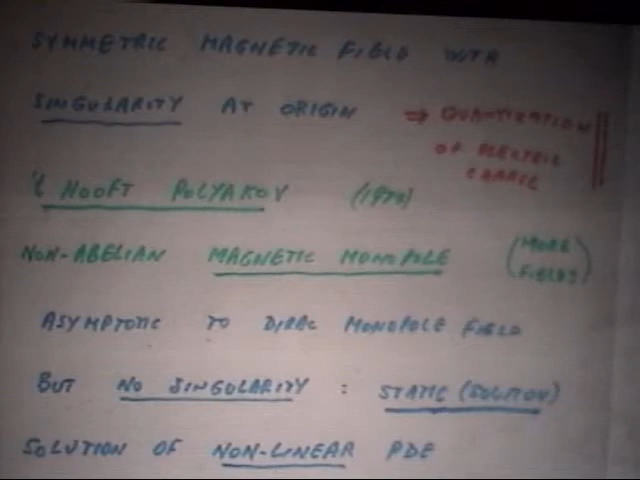 SYMMETRIC MAGNETIC FIELD WITH
SINGULARITY AT ORIGIN ⇒ QUANTIZATION
OF ELECTRIC
CHARGE
'T HOOFT POLYAKOV (1974)
NON-ABELIAN MAGNETIC MONOPOLE (MORE
FIELDS)
ASYMPTOTIC TO DIRAC MONOPOLE FIELD
BUT NO SINGULARITY : STATIC (SOLITON)
SOLUTION OF NON-LINEAR PDE